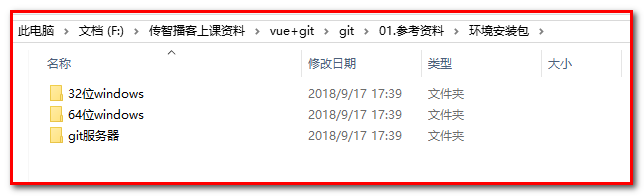 此电脑 > 文档 (F:) > 传智播客上课资料 > vue+git > git > 01.参考资料 > 环境安装包 >
名称 修改日期 类型 大小
32位windows 2018/9/17 17:39 文件夹
64位windows 2018/9/17 17:39 文件夹
git服务器 2018/9/17 17:39 文件夹